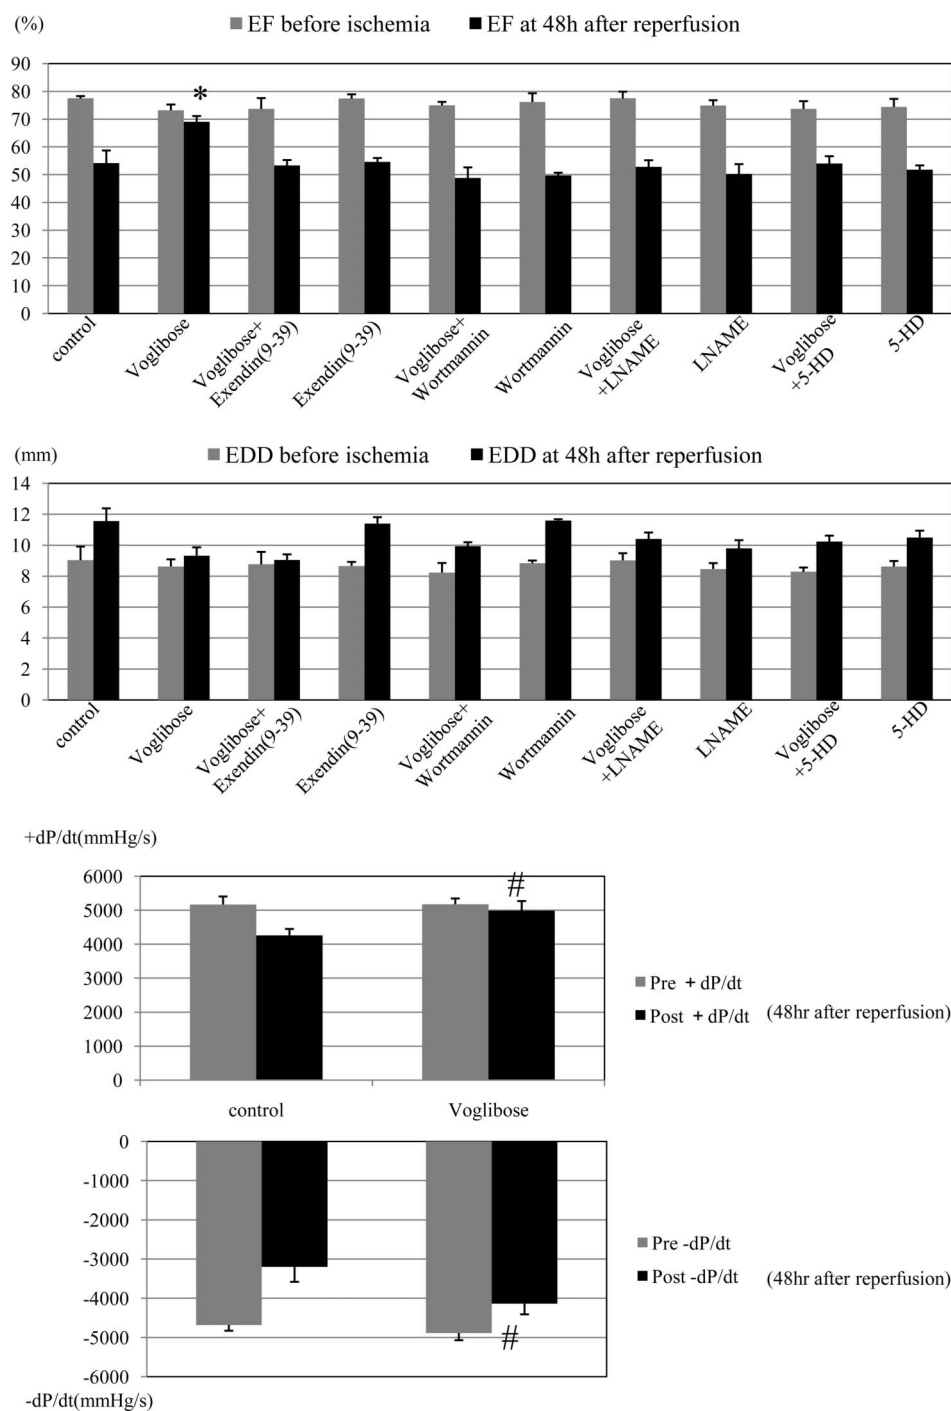 (%)
EF before ischemia EF at 48h after reperfusion
90
80
70
60
50
40
30
20
10
0
*
control
Voglibose
Voglibose+
Exendin(9-39)
Exendin(9-39)
Voglibose+
Wortmannin
Wortmannin
Voglibose
+LNAME
LNAME
Voglibose
+5-HD
5-HD
(mm)
EDD before ischemia EDD at 48h after reperfusion
14
12
10
8
6
4
2
0
control
Voglibose
Voglibose+
Exendin(9-39)
Exendin(9-39)
Voglibose+
Wortmannin
Wortmannin
Voglibose
+LNAME
LNAME
Voglibose
+5-HD
5-HD
+dP/dt(mmHg/s)
6000
5000
4000
3000
2000
1000
0
#
Pre + dP/dt
Post + dP/dt (48hr after reperfusion)
control Voglibose
0
-1000
-2000
-3000
-4000
-5000
-6000
#
Pre -dP/dt
Post -dP/dt (48hr after reperfusion)
-dP/dt(mmHg/s)